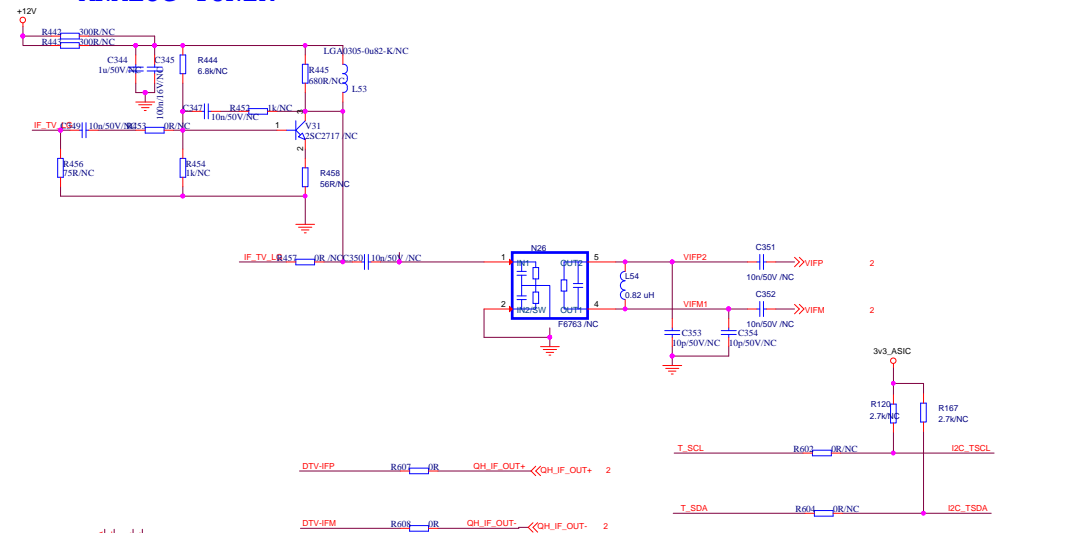 ANALOG TUNER
+12V
R442 300R/NC
R443 300R/NC
C344
1u/50V/NC
C345
100n/16V/NC
R444
6.8k/NC
R445
680R/NC
LGA0305-0u82-K/NC
L53
C347
10n/50V/NC
R452 1k/NC
3
1
V31
2SC2717 /NC
2
IF_TV_LG
C349 10n/50V/NC
R453 0R/NC
R456
75R/NC
R454
1k/NC
R458
56R/NC
IF_TV_LG
R457 0R /NC
C350 10n/50V /NC
N26
1
IN1
OUT2
5
2
IN2/SW
OUT1
4
F6763 /NC
L54
0.82 uH
VIFP2
VIFM1
C351
10n/50V /NC
VIFP 2
C352
10n/50V /NC
VIFM 2
C353
10p/50V/NC
C354
10p/50V/NC
3v3_ASIC
R120
2.7k/NC
R167
2.7k/NC
T_SCL R602 0R/NC I2C_TSCL
DTV-IFP R607 0R QH_IF_OUT+ QH_IF_OUT+ 2
T_SDA R604 0R/NC I2C_TSDA
DTV-IFM R608 0R QH_IF_OUT- QH_IF_OUT- 2